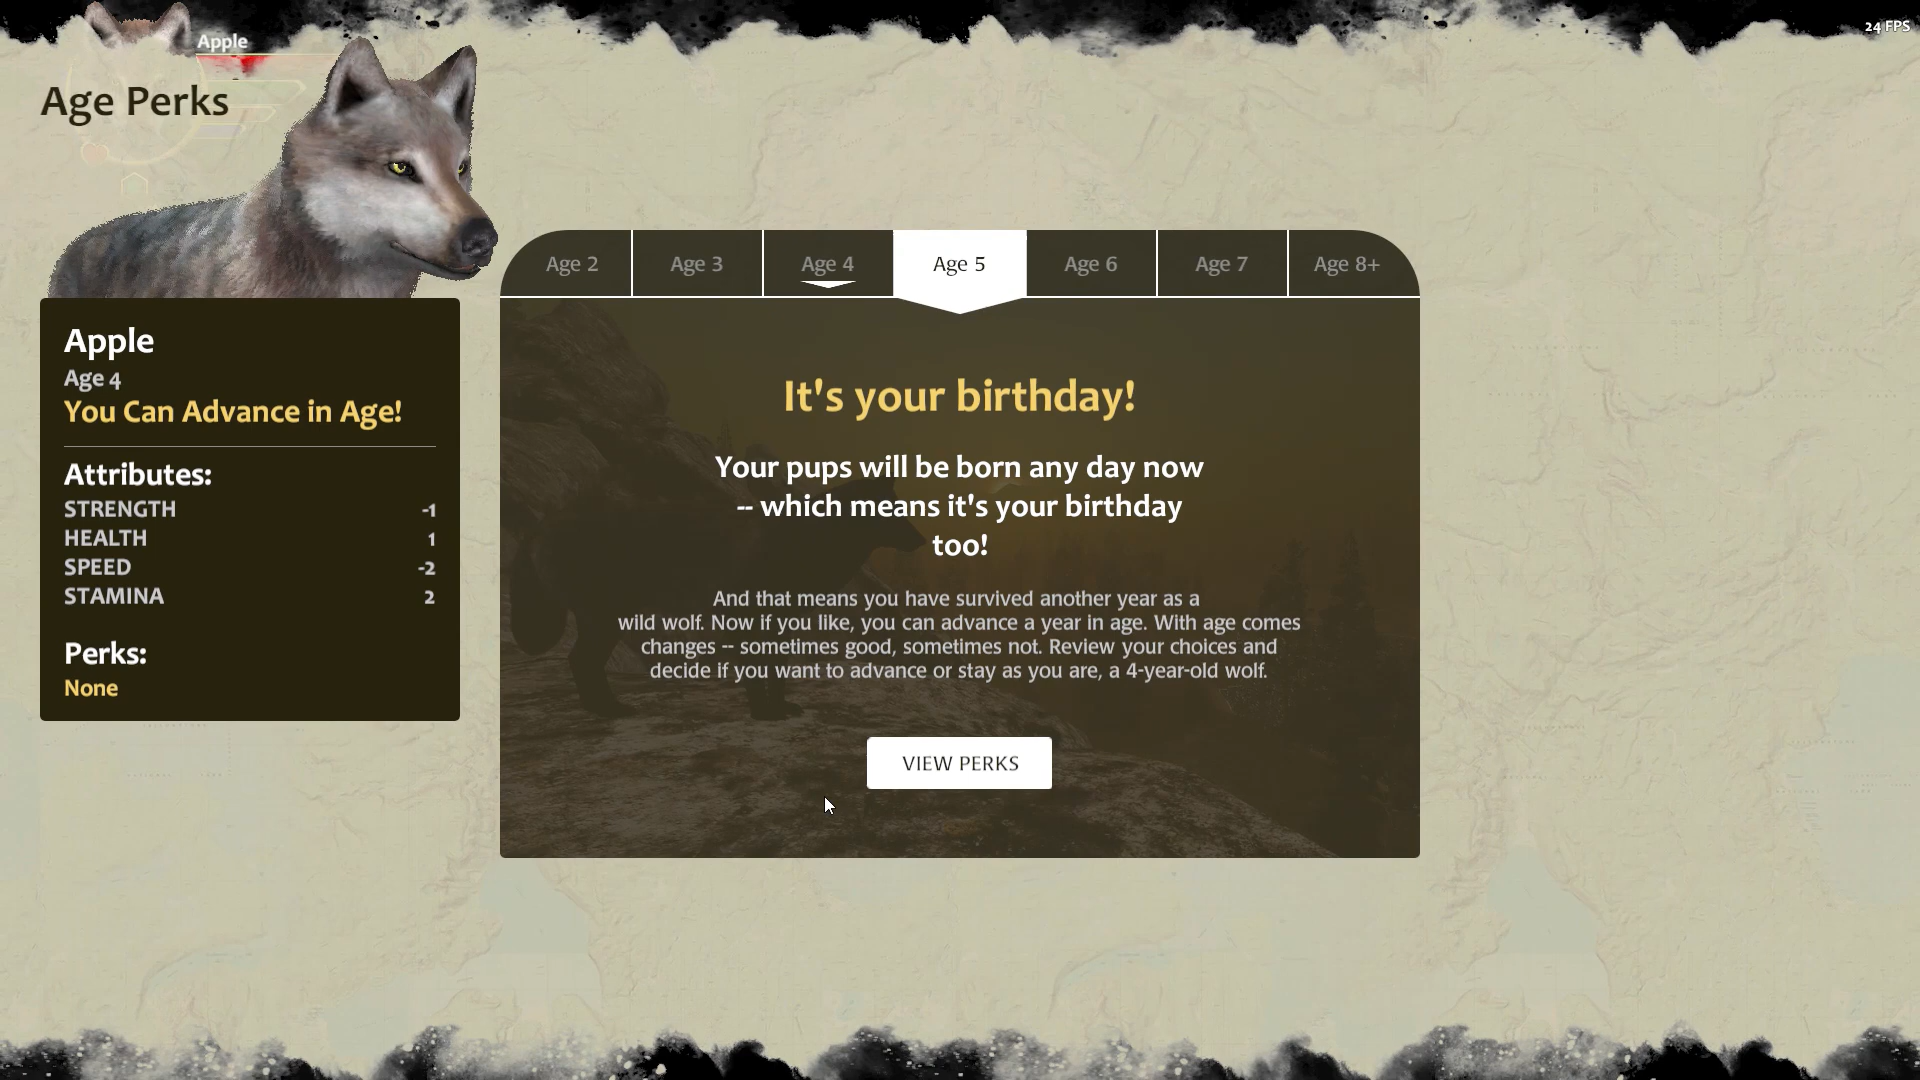 Apple
24 FPS
Age Perks
Age 2
Age 3
Age 4
Age 5
Age 6
Age 7
Age 8+
Apple
Age 4
You Can Advance in Age!
Attributes:
STRENGTH -1
HEALTH 1
SPEED -2
STAMINA 2
Perks:
None
It's your birthday!
Your pups will be born any day now
-- which means it's your birthday
too!
And that means you have survived another year as a
wild wolf. Now if you like, you can advance a year in age. With age comes
changes -- sometimes good, sometimes not. Review your choices and
decide if you want to advance or stay as you are, a 4-year-old wolf.
VIEW PERKS